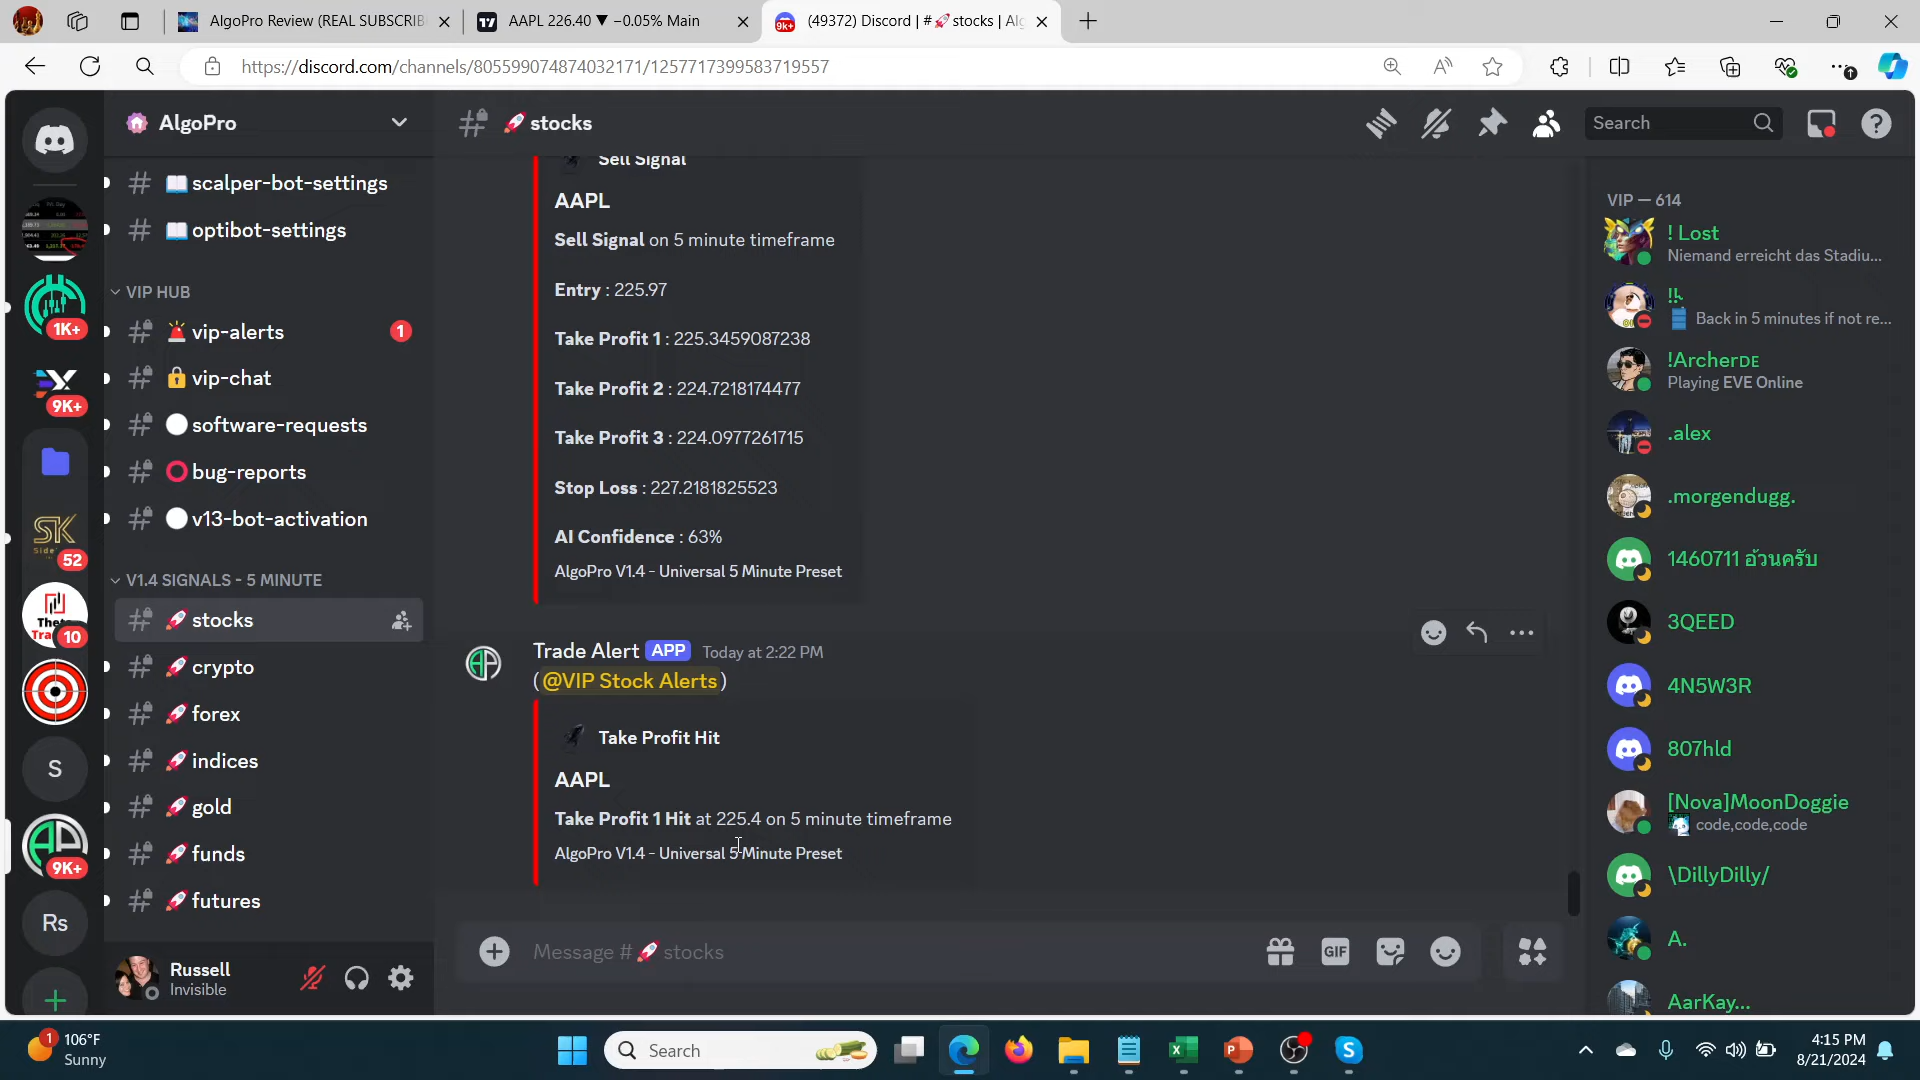 AlgoPro Review (REAL SUBSCRIB
AAPL 226.40 ▼ −0.05% Main
(49372) Discord | # 🚀 stocks | Alg
https://discord.com/channels/805599074874032171/1257717399583719557
AlgoPro
scalper-bot-settings
optibot-settings
VIP HUB
vip-alerts
1
vip-chat
software-requests
bug-reports
v13-bot-activation
V1.4 SIGNALS - 5 MINUTE
stocks
crypto
forex
indices
gold
funds
futures
Russell
Invisible
1K+
9K+
52
10
S
9K+
Rs
stocks
Search
Sell Signal
AAPL
Sell Signal on 5 minute timeframe
Entry : 225.97
Take Profit 1 : 225.3459087238
Take Profit 2 : 224.7218174477
Take Profit 3 : 224.0977261715
Stop Loss : 227.2181825523
AI Confidence : 63%
AlgoPro V1.4 - Universal 5 Minute Preset
Trade Alert APP Today at 2:22 PM
(@VIP Stock Alerts)
Take Profit Hit
AAPL
Take Profit 1 Hit at 225.4 on 5 minute timeframe
AlgoPro V1.4 - Universal 5 Minute Preset
Message # 🚀 stocks
GIF
VIP — 614
! Lost
Niemand erreicht das Stadiu...
Back in 5 minutes if not re...
!Archerᴅᴇ
Playing EVE Online
.alex
.morgendugg.
1460711 อ้วนครับ
3QEED
4N5W3R
807hld
[Nova]MoonDoggie
code,code,code
\DillyDilly/
A.
AarKay...
106°F
Sunny
Search
4:15 PM
8/21/2024